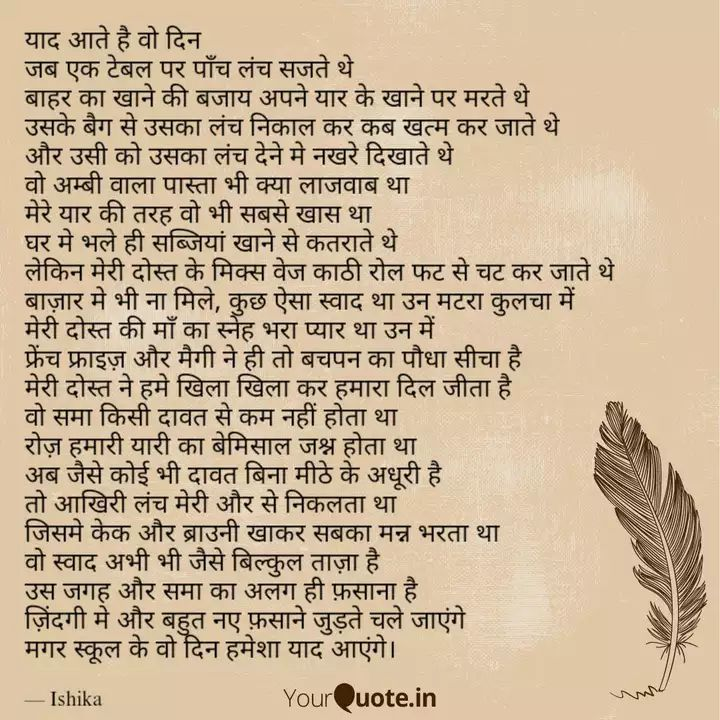 याद आते है वो दिन
जब एक टेबल पर पाँच लंच सजते थे
बाहर का खाने की बजाय अपने यार के खाने पर मरते थे
उसके बैग से उसका लंच निकाल कर कब खत्म कर जाते थे
और उसी को उसका लंच देने मे नखरे दिखाते थे
वो अम्बी वाला पास्ता भी क्या लाजवाब था
मेरे यार की तरह वो भी सबसे खास था
घर मे भले ही सब्जियां खाने से कतराते थे
लेकिन मेरी दोस्त के मिक्स वेज काठी रोल फट से चट कर जाते थे
बाज़ार मे भी ना मिले, कुछ ऐसा स्वाद था उन मटरा कुलचा में
मेरी दोस्त की माँ का स्नेह भरा प्यार था उन में
फ्रेंच फ्राइज़ और मैगी ने ही तो बचपन का पौधा सीचा है
मेरी दोस्त ने हमे खिला खिला कर हमारा दिल जीता है
वो समा किसी दावत से कम नहीं होता था
रोज़ हमारी यारी का बेमिसाल जश्न होता था
अब जैसे कोई भी दावत बिना मीठे के अधूरी है
तो आखिरी लंच मेरी और से निकलता था
जिसमे केक और ब्राउनी खाकर सबका मन्न भरता था
वो स्वाद अभी भी जैसे बिल्कुल ताज़ा है
उस जगह और समा का अलग ही फ़साना है
ज़िंदगी मे और बहुत नए फ़साने जुड़ते चले जाएंगे
मगर स्कूल के वो दिन हमेशा याद आएंगे।
— Ishika
YourQuote.in